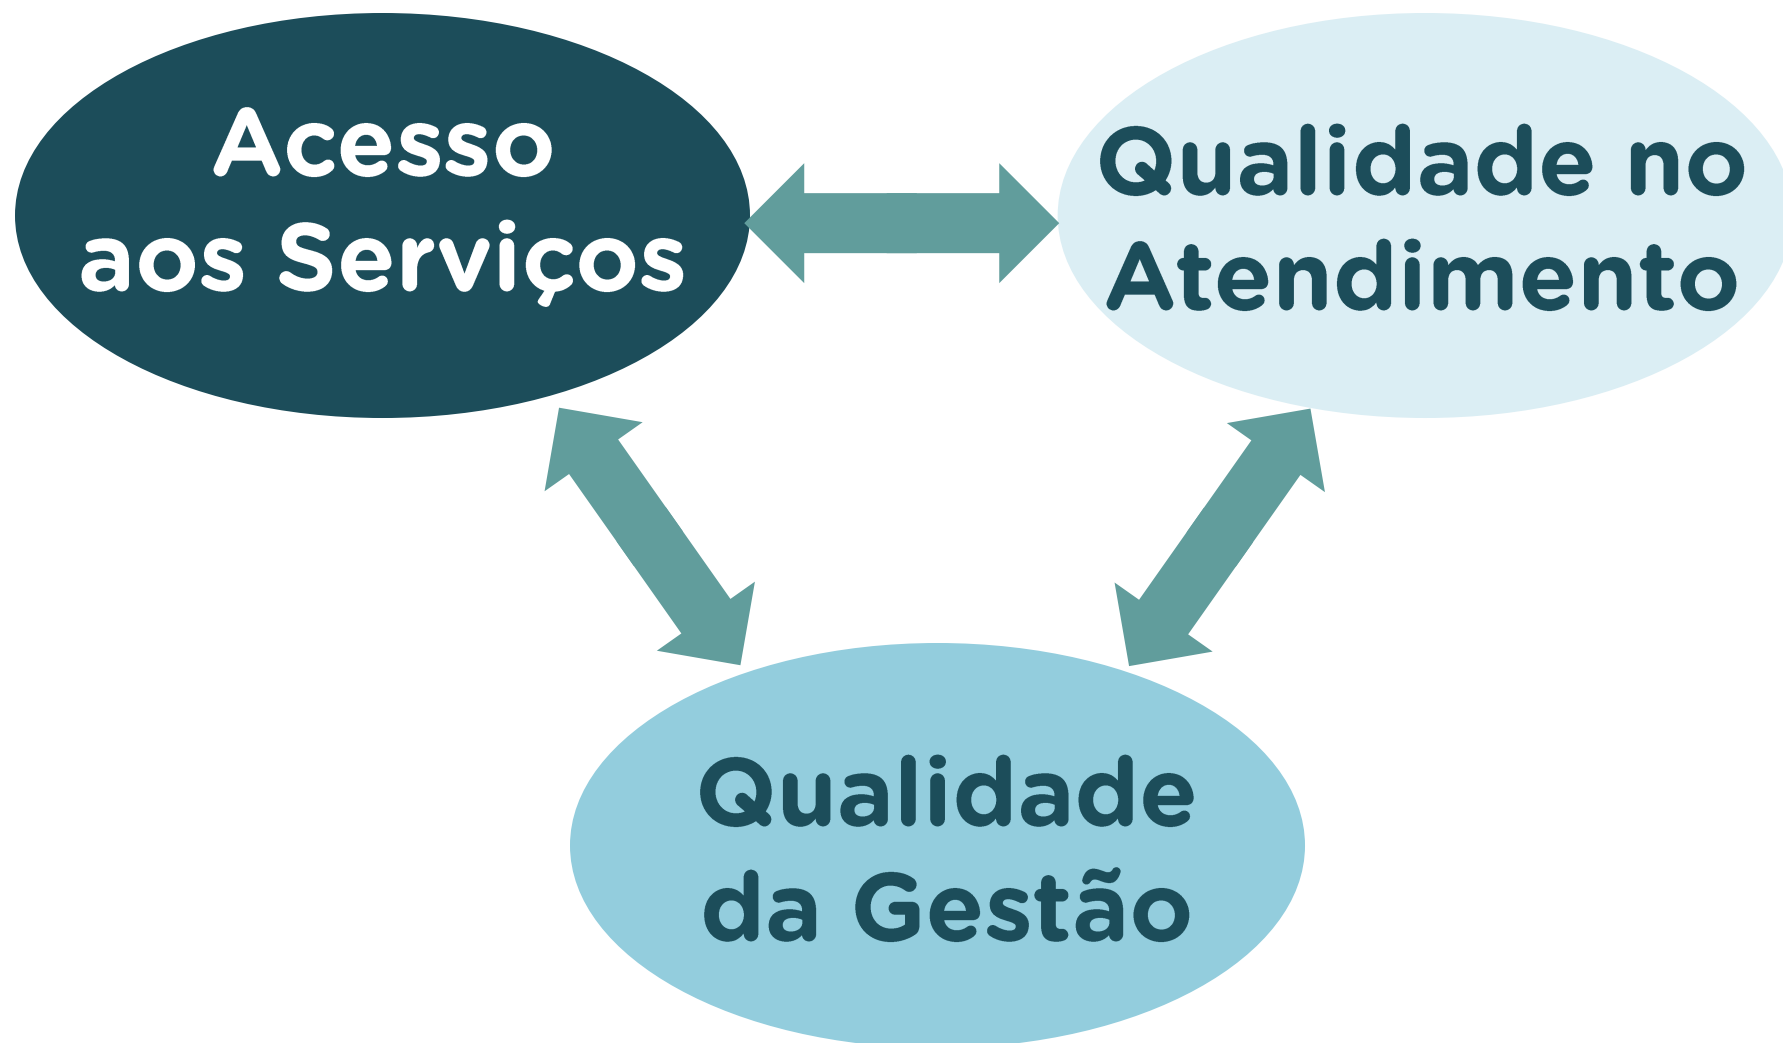 Acesso
aos Serviços
Qualidade no
Atendimento
Qualidade
da Gestão